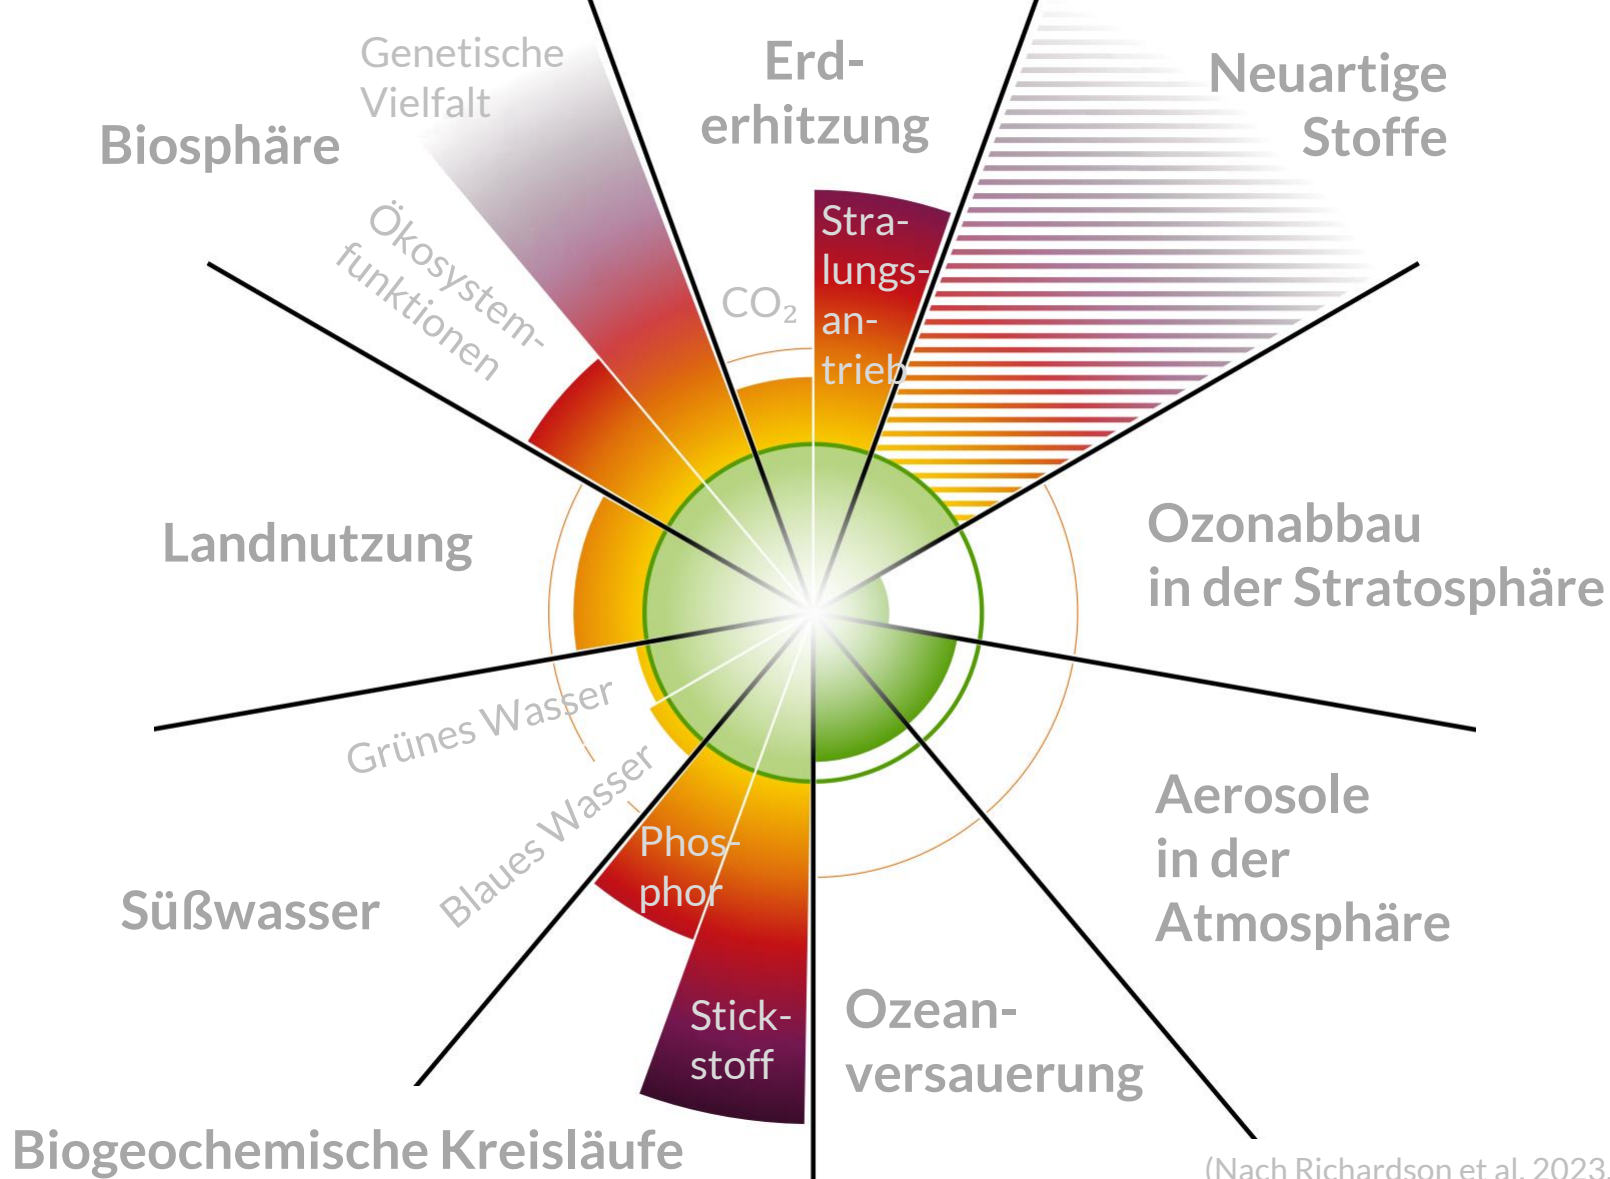 Genetische
Vielfalt
Biosphäre
Ökosystem-
funktionen
Erd-
erhitzung
CO₂
Stra-
lungs-
an-
trieb
Neuartige
Stoffe
Ozonabbau
in der Stratosphäre
Aerosole
in der
Atmosphäre
Ozean-
versauerung
Stick-
stoff
Phos-
phor
Biogeochemische Kreisläufe
Blaues Wasser
Grünes Wasser
Süßwasser
Landnutzung
(Nach Richardson et al. 2023,